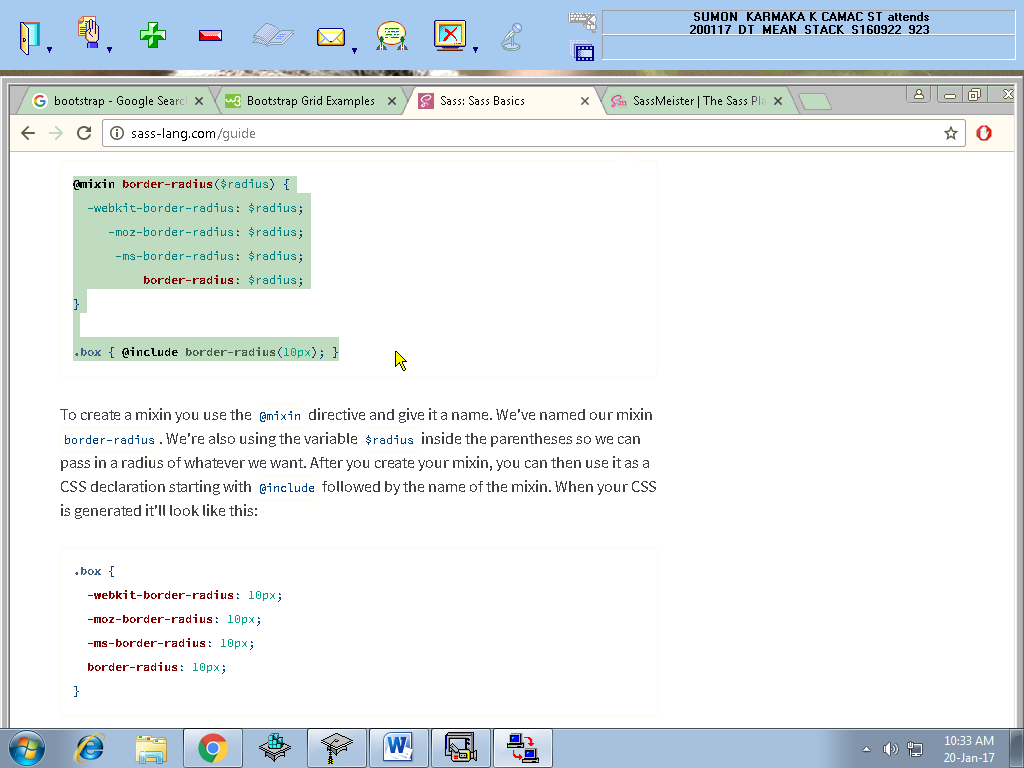 SUMON KARMAKA K CAMAC ST attends
200117 DT MEAN STACK S160922 923
bootstrap - Google Searc
Bootstrap Grid Examples
Sass: Sass Basics
SassMeister | The Sass Pla
sass-lang.com/guide
@mixin border-radius($radius) {
-webkit-border-radius: $radius;
-moz-border-radius: $radius;
-ms-border-radius: $radius;
border-radius: $radius;
}
.box { @include border-radius(10px); }
To create a mixin you use the @mixin directive and give it a name. We've named our mixin
border-radius. We're also using the variable $radius inside the parentheses so we can
pass in a radius of whatever we want. After you create your mixin, you can then use it as a
CSS declaration starting with @include followed by the name of the mixin. When your CSS
is generated it'll look like this:
.box {
-webkit-border-radius: 10px;
-moz-border-radius: 10px;
-ms-border-radius: 10px;
border-radius: 10px;
}
10:33 AM
20-Jan-17